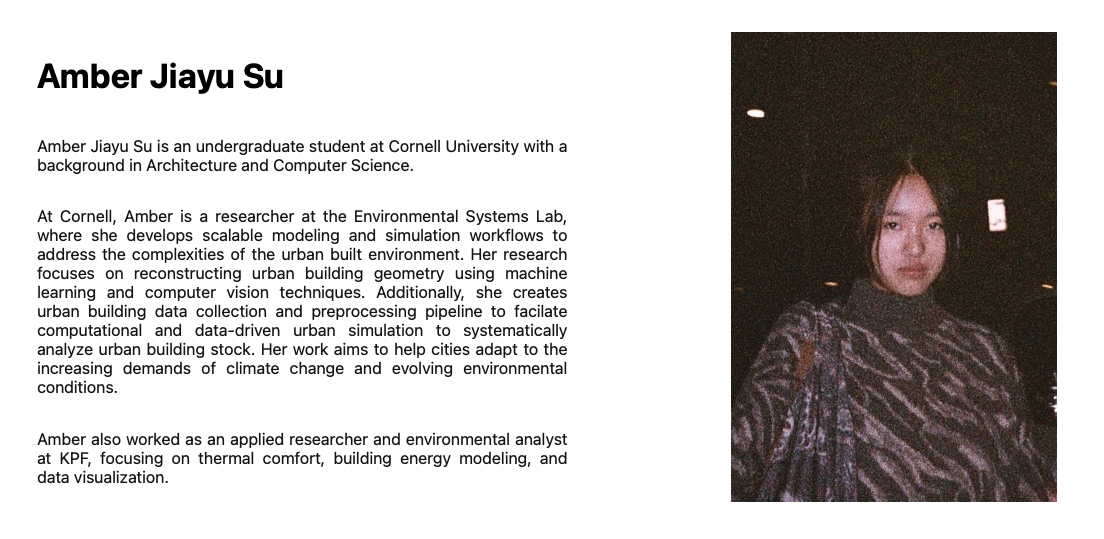 Amber Jiayu Su
Amber Jiayu Su is an undergraduate student at Cornell University with a
background in Architecture and Computer Science.
At Cornell, Amber is a researcher at the Environmental Systems Lab,
where she develops scalable modeling and simulation workflows to
address the complexities of the urban built environment. Her research
focuses on reconstructing urban building geometry using machine
learning and computer vision techniques. Additionally, she creates
urban building data collection and preprocessing pipeline to facilate
computational and data-driven urban simulation to systematically
analyze urban building stock. Her work aims to help cities adapt to the
increasing demands of climate change and evolving environmental
conditions.
Amber also worked as an applied researcher and environmental analyst
at KPF, focusing on thermal comfort, building energy modeling, and
data visualization.